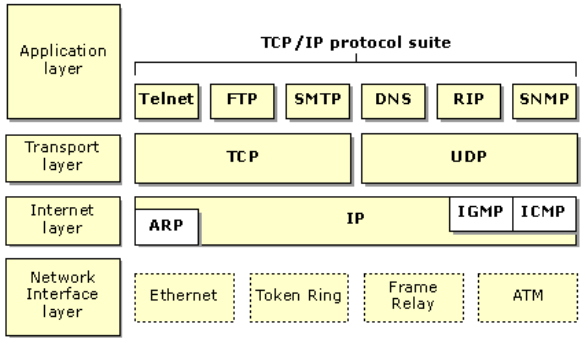 Application
layer
TCP/IP protocol suite
Telnet
FTP
SMTP
DNS
RIP
SNMP
Transport
layer
TCP
UDP
Internet
layer
ARP
IP
IGMP
ICMP
Network
Interface
layer
Ethernet
Token Ring
Frame
Relay
ATM